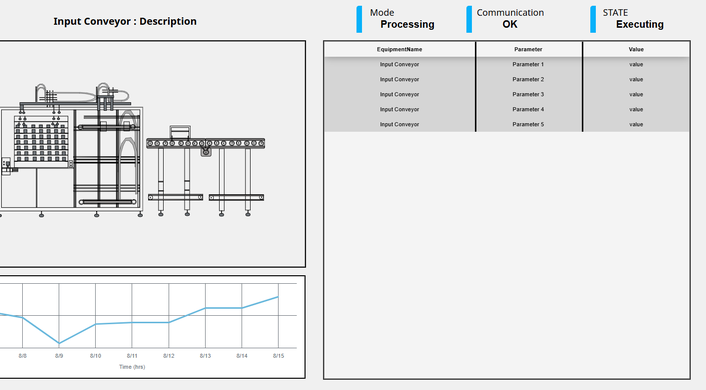 Input Conveyor : Description
Mode
Processing
Communication
OK
STATE
Executing
EquipmentName Parameter Value
Input Conveyor Parameter 1 value
Input Conveyor Parameter 2 value
Input Conveyor Parameter 3 value
Input Conveyor Parameter 4 value
Input Conveyor Parameter 5 value
8/8 8/9 8/10 8/11 8/12 8/13 8/14 8/15
Time (hrs)